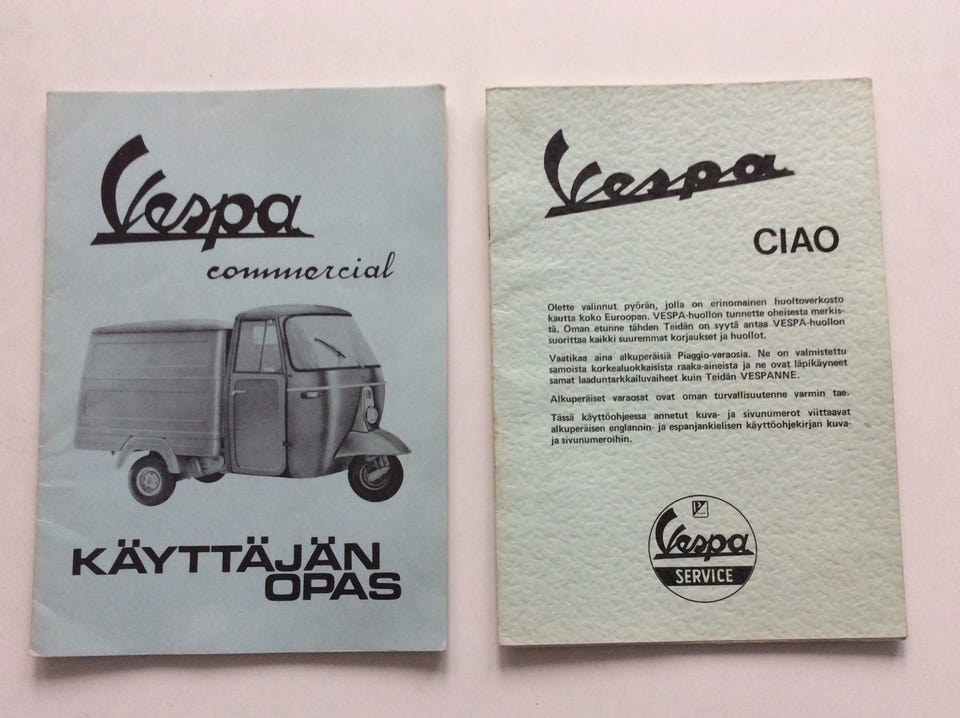 Vespa
commercial
KÄYTTÄJÄN
OPAS
Vespa
CIAO
Olette valinnut pyörän, jolla on erinomainen huoltoverkosto
kautta koko Euroopan. VESPA-huollon tunnette oheisesta merkis-
tä. Oman etunne tähden Teidän on syytä antaa VESPA-huollon
suorittaa kaikki suuremmat korjaukset ja huollot.
Vaatikaa aina alkuperäisiä Piaggio-varaosia. Ne on valmistettu
samoista korkealuokkaisista raaka-aineista ja ne ovat läpikäyneet
samat laaduntarkkailuvaiheet kuin Teidän VESPANNE.
Alkuperäiset varaosat ovat oman turvallisuutenne varmin tae.
Tässä käyttöohjeessa annetut kuva- ja sivunumerot viittaavat
alkuperäisen englannin- ja espanjankielisen käyttöohjekirjan kuva-
ja sivunumeroihin.
Vespa
SERVICE